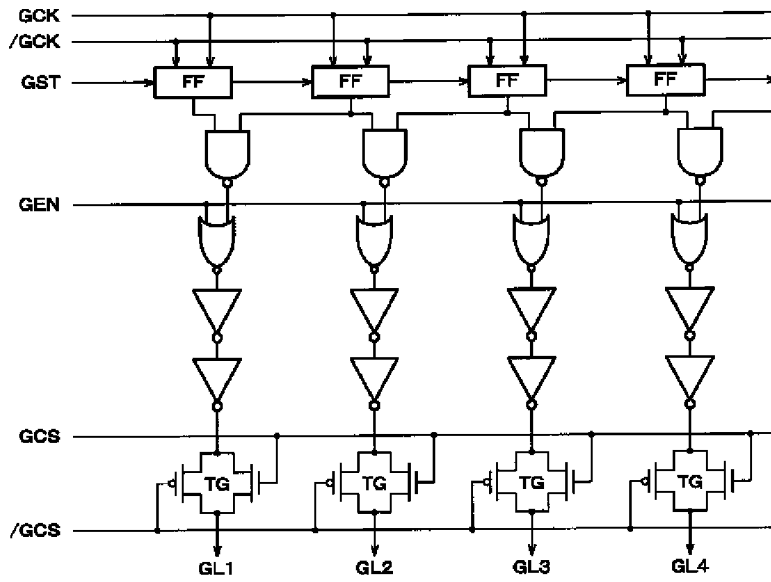 GCK
/GCK
GST FF FF FF FF
GEN
GCS
TG TG TG TG
/GCS
GL1 GL2 GL3 GL4